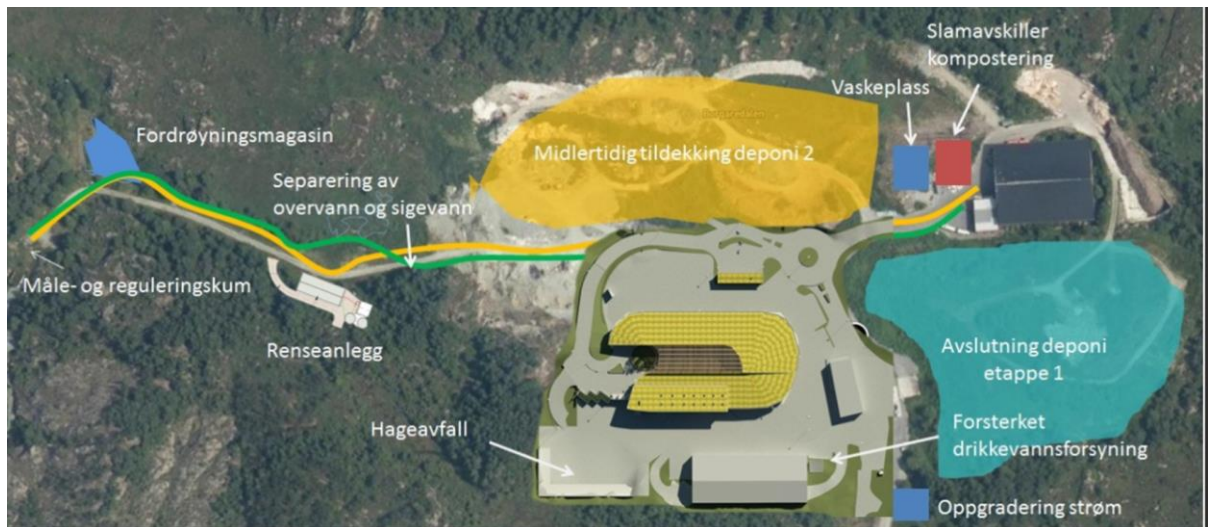 Slamavskiller
kompostering
Vaskeplass
Fordrøyningsmagasin
Midlertidig tildekking deponi 2
Separering av
overvann og sigevann
Måle- og reguleringskum
Renseanlegg
Avslutning deponi
etappe 1
Hageavfall
Forsterket
drikkevannsforsyning
Oppgradering strøm